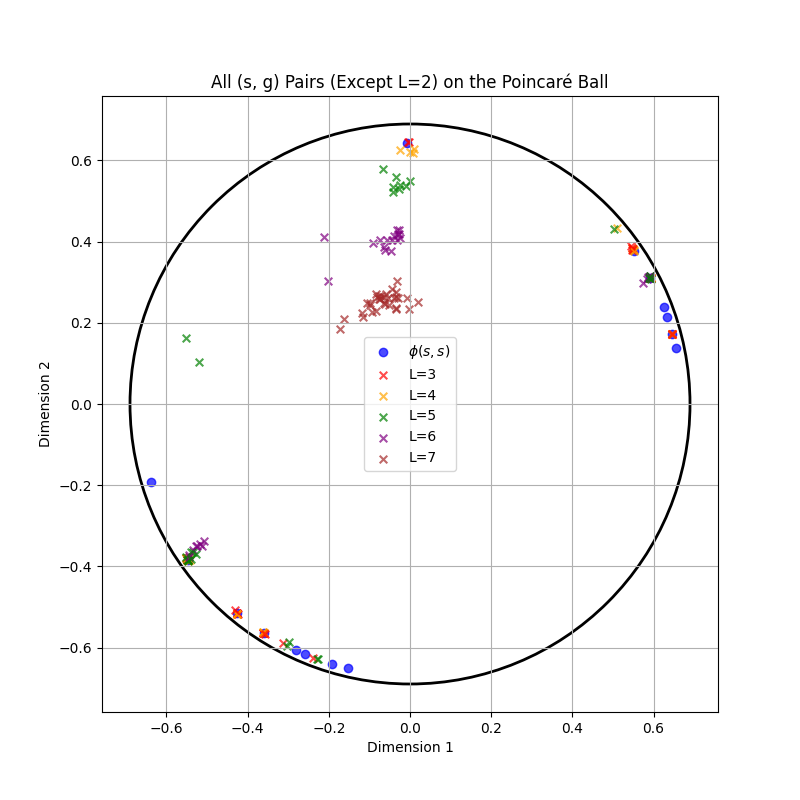 All (s, g) Pairs (Except L=2) on the Poincaré Ball
Dimension 2
0.6
0.4
0.2
0.0
−0.2
−0.4
−0.6
ϕ(s, s)
L=3
L=4
L=5
L=6
L=7
−0.6 −0.4 −0.2 0.0 0.2 0.4 0.6
Dimension 1